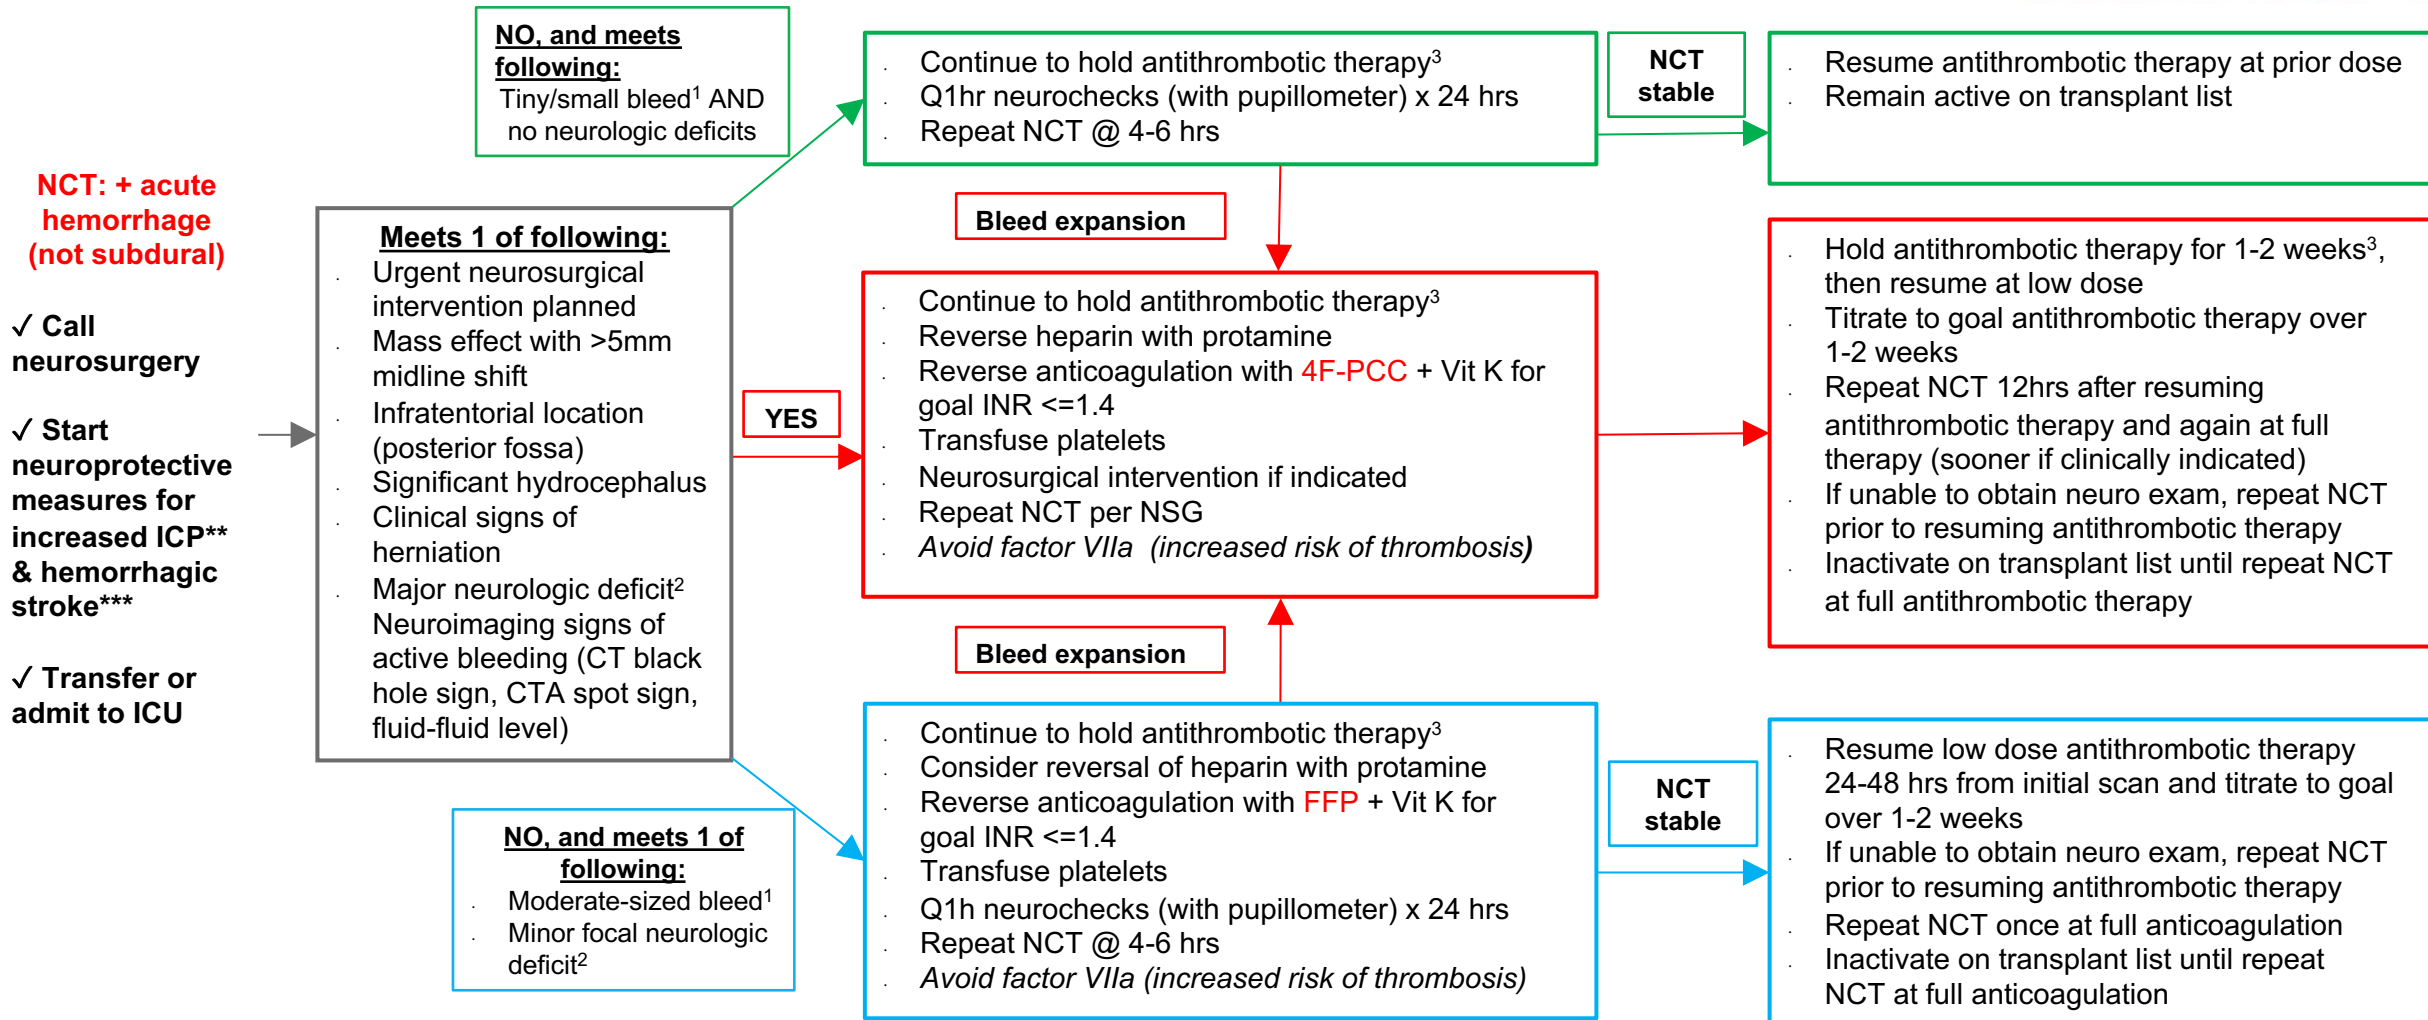 NCT: + acute
hemorrhage
(not subdural)
✓ Call
neurosurgery
✓ Start
neuroprotective
measures for
increased ICP**
& hemorrhagic
stroke***
✓ Transfer or
admit to ICU
Meets 1 of following:
· Urgent neurosurgical
intervention planned
· Mass effect with >5mm
midline shift
· Infratentorial location
(posterior fossa)
· Significant hydrocephalus
· Clinical signs of
herniation
· Major neurologic deficit²
· Neuroimaging signs of
active bleeding (CT black
hole sign, CTA spot sign,
fluid-fluid level)
NO, and meets
following:
Tiny/small bleed¹ AND
no neurologic deficits
· Continue to hold antithrombotic therapy³
· Q1hr neurochecks (with pupillometer) x 24 hrs
· Repeat NCT @ 4-6 hrs
NCT
stable
· Resume antithrombotic therapy at prior dose
· Remain active on transplant list
Bleed expansion
YES
· Continue to hold antithrombotic therapy³
· Reverse heparin with protamine
· Reverse anticoagulation with 4F-PCC + Vit K for
goal INR <=1.4
· Transfuse platelets
· Neurosurgical intervention if indicated
· Repeat NCT per NSG
· Avoid factor VIIa (increased risk of thrombosis)
· Hold antithrombotic therapy for 1-2 weeks³,
then resume at low dose
· Titrate to goal antithrombotic therapy over
1-2 weeks
· Repeat NCT 12hrs after resuming
antithrombotic therapy and again at full
therapy (sooner if clinically indicated)
· If unable to obtain neuro exam, repeat NCT
prior to resuming antithrombotic therapy
· Inactivate on transplant list until repeat NCT
at full antithrombotic therapy
Bleed expansion
NO, and meets 1 of
following:
· Moderate-sized bleed¹
· Minor focal neurologic
deficit²
· Continue to hold antithrombotic therapy³
· Consider reversal of heparin with protamine
· Reverse anticoagulation with FFP + Vit K for
goal INR <=1.4
· Transfuse platelets
· Q1h neurochecks (with pupillometer) x 24 hrs
· Repeat NCT @ 4-6 hrs
· Avoid factor VIIa (increased risk of thrombosis)
NCT
stable
· Resume low dose antithrombotic therapy
24-48 hrs from initial scan and titrate to goal
over 1-2 weeks
· If unable to obtain neuro exam, repeat NCT
prior to resuming antithrombotic therapy
· Repeat NCT once at full anticoagulation
· Inactivate on transplant list until repeat
NCT at full anticoagulation